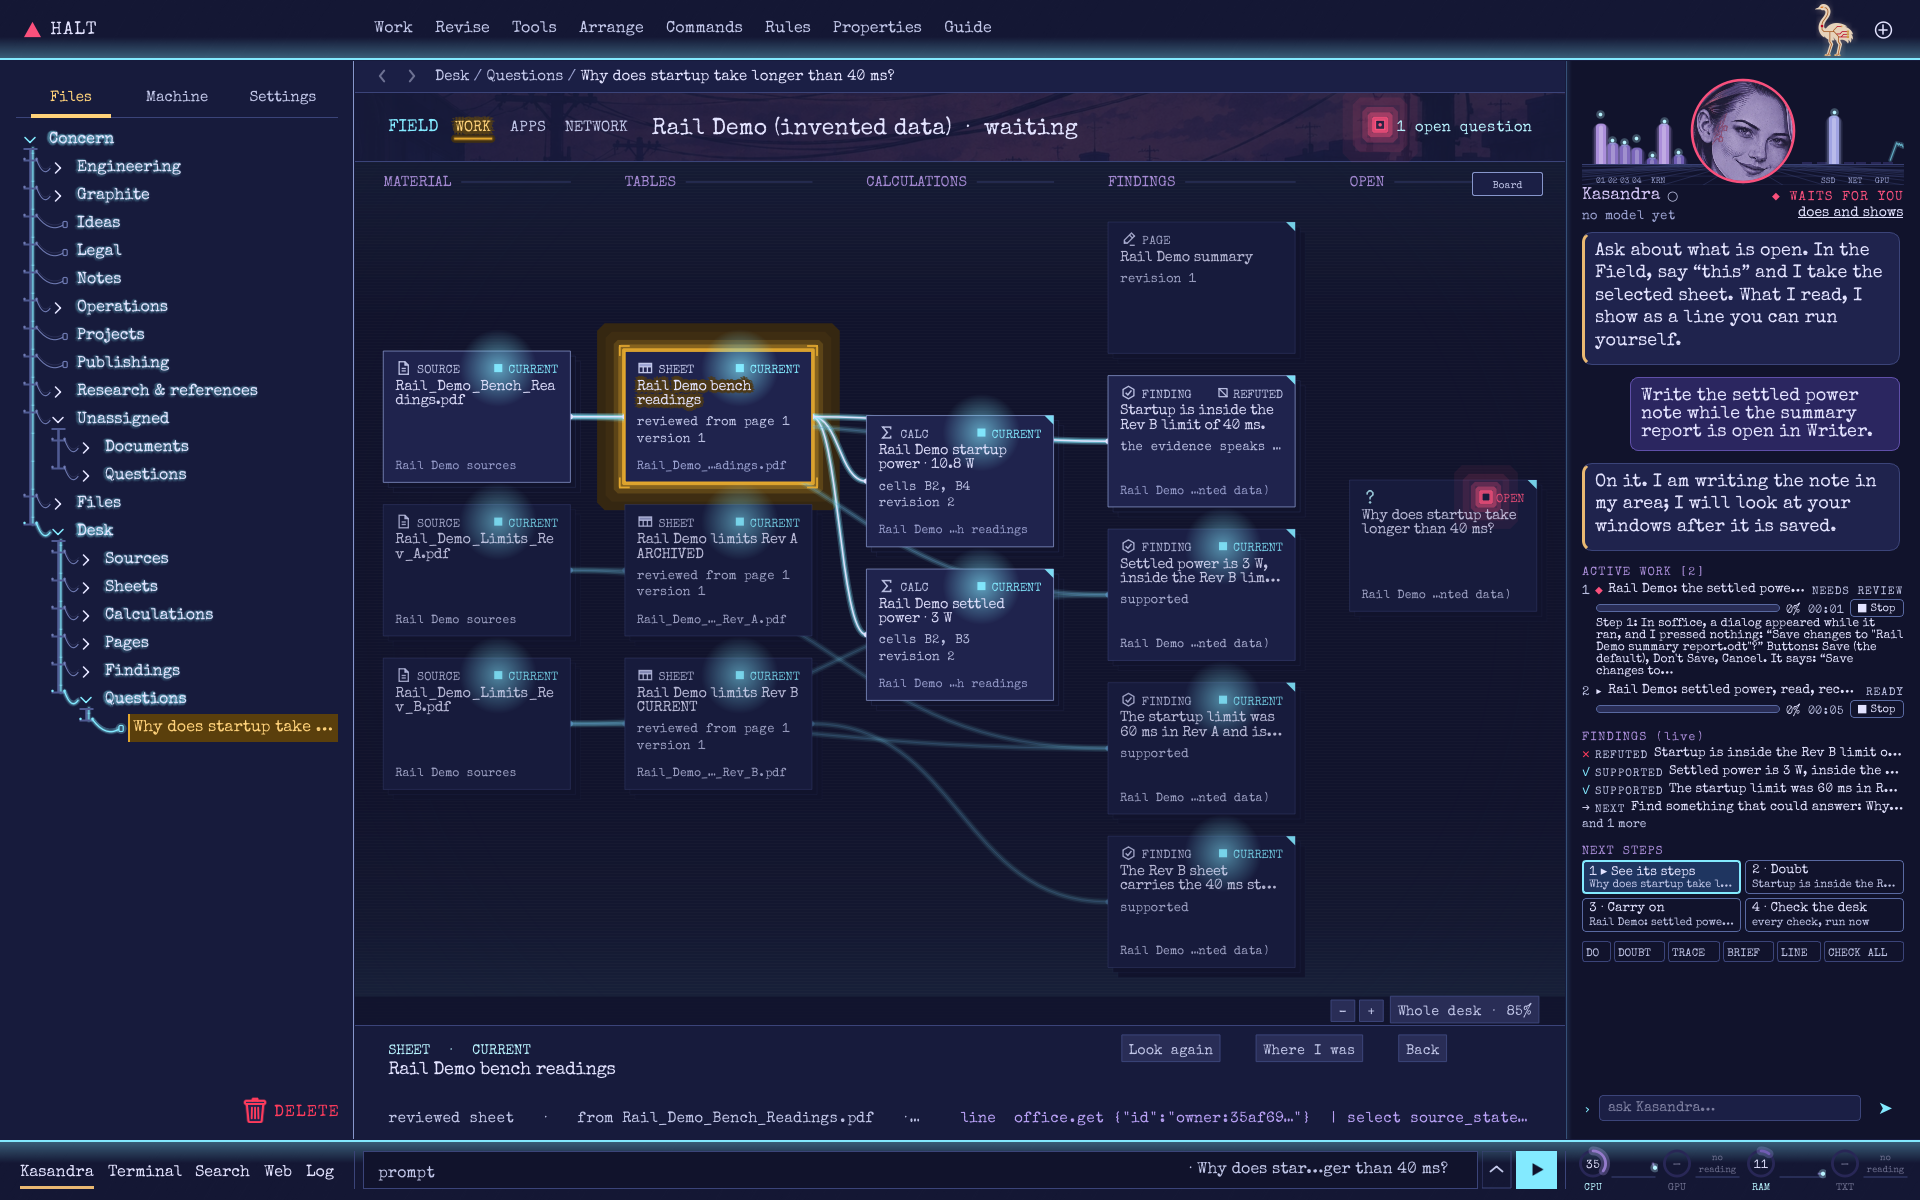 HALT
Work Revise Tools Arrange Commands Rules Properties Guide
Files Machine Settings
Concern
Engineering
Graphite
Ideas
Legal
Notes
Operations
Projects
Publishing
Research & references
Unassigned
Documents
Questions
Files
Desk
Sources
Sheets
Calculations
Pages
Findings
Questions
Why does startup take ...
DELETE
Desk / Questions / Why does startup take longer than 40 ms?
FIELD WORK APPS NETWORK Rail Demo (invented data) · waiting
1 open question
MATERIAL TABLES CALCULATIONS FINDINGS OPEN
Board
SOURCE CURRENT
Rail_Demo_Bench_Rea
dings.pdf
Rail Demo sources
SOURCE CURRENT
Rail_Demo_Limits_Re
v_A.pdf
Rail Demo sources
SOURCE CURRENT
Rail_Demo_Limits_Re
v_B.pdf
Rail Demo sources
SHEET CURRENT
Rail Demo bench
readings
reviewed from page 1
version 1
Rail_Demo_…adings.pdf
SHEET CURRENT
Rail Demo limits Rev A
ARCHIVED
reviewed from page 1
version 1
Rail_Demo_…_Rev_A.pdf
SHEET CURRENT
Rail Demo limits Rev B
CURRENT
reviewed from page 1
version 1
Rail_Demo_…_Rev_B.pdf
CALC CURRENT
Rail Demo startup
power · 10.8 W
cells B2, B4
revision 2
Rail Demo …h readings
CALC CURRENT
Rail Demo settled
power · 3 W
cells B2, B3
revision 2
Rail Demo …h readings
PAGE
Rail Demo summary
revision 1
FINDING REFUTED
Startup is inside the
Rev B limit of 40 ms.
the evidence speaks …
Rail Demo …nted data)
FINDING CURRENT
Settled power is 3 W,
inside the Rev B lim…
supported
Rail Demo …nted data)
FINDING CURRENT
The startup limit was
60 ms in Rev A and is…
supported
Rail Demo …nted data)
FINDING CURRENT
The Rev B sheet
carries the 40 ms st…
supported
Rail Demo …nted data)
? OPEN
Why does startup take
longer than 40 ms?
Rail Demo …nted data)
− + Whole desk · 85%
SHEET · CURRENT
Rail Demo bench readings
Look again Where I was Back
reviewed sheet · from Rail_Demo_Bench_Readings.pdf ·… line office.get {"id":"owner:35af69…"} | select source_state…
01 02 03 04 KRN SSD NET GPU
Kasandra
no model yet
◆ WAITS FOR YOU
does and shows
Ask about what is open. In the
Field, say “this” and I take the
selected sheet. What I read, I
show as a line you can run
yourself.
Write the settled power
note while the summary
report is open in Writer.
On it. I am writing the note in
my area; I will look at your
windows after it is saved.
ACTIVE WORK [2]
1 ◆ Rail Demo: the settled powe… NEEDS REVIEW
0% 00:01 Stop
Step 1: In soffice, a dialog appeared while it
ran, and I pressed nothing: “Save changes to "Rail
Demo summary report.odt"?” Buttons: Save (the
default), Don't Save, Cancel. It says: “Save
changes to…
2 ▸ Rail Demo: settled power, read, rec… READY
0% 00:05 Stop
FINDINGS (live)
× REFUTED Startup is inside the Rev B limit o…
√ SUPPORTED Settled power is 3 W, inside the …
√ SUPPORTED The startup limit was 60 ms in R…
→ NEXT Find something that could answer: Why…
and 1 more
NEXT STEPS
1 ▸ See its steps
Why does startup take l…
2 · Doubt
Startup is inside the R…
3 · Carry on
Rail Demo: settled powe…
4 · Check the desk
every check, run now
DO DOUBT TRACE BRIEF LINE CHECK ALL
› ask Kasandra…
Kasandra Terminal Search Web Log
prompt
· Why does star…ger than 40 ms?
35 CPU
— GPU no reading
11 RAM
— TXT no reading